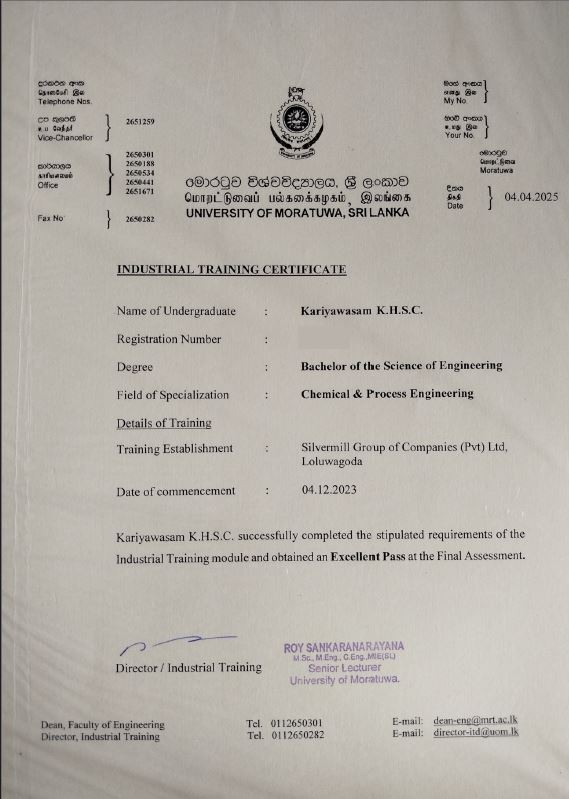 දුරකථන අංක
தொலைபேசி இல
Telephone Nos.
උප කුලපති
உப வேந்தர்
Vice-Chancellor
2651259
කාර්යාලය
காரியாலயம்
Office
2650301
2650188
2650534
2650441
2651671
Fax No
2650282
මගේ අංකය
எனது இல
My No.
ඔබේ අංකය
உமது இல
Your No.
මොරටුව
மொறட்டுவை
Moratuwa
දිනය
திகதி
Date
04.04.2025
මොරටුව විශ්වවිද්‍යාලය, ශ්‍රී ලංකාව
மொறட்டுவைப் பல்கலைக்கழகம், இலங்கை
UNIVERSITY OF MORATUWA, SRI LANKA
INDUSTRIAL TRAINING CERTIFICATE
Name of Undergraduate : Kariyawasam K.H.S.C.
Registration Number :
Degree : Bachelor of the Science of Engineering
Field of Specialization : Chemical & Process Engineering
Details of Training
Training Establishment : Silvermill Group of Companies (Pvt) Ltd,
Loluwagoda
Date of commencement : 04.12.2023
Kariyawasam K.H.S.C. successfully completed the stipulated requirements of the
Industrial Training module and obtained an Excellent Pass at the Final Assessment.
Director / Industrial Training
ROY SANKARANARAYANA
M.Sc., M.Eng., C.Eng.,MIE(SL)
Senior Lecturer
University of Moratuwa.
Dean, Faculty of Engineering Tel. 0112650301 E-mail: dean-eng@mrt.ac.lk
Director, Industrial Training Tel. 0112650282 E-mail: director-itd@uom.lk